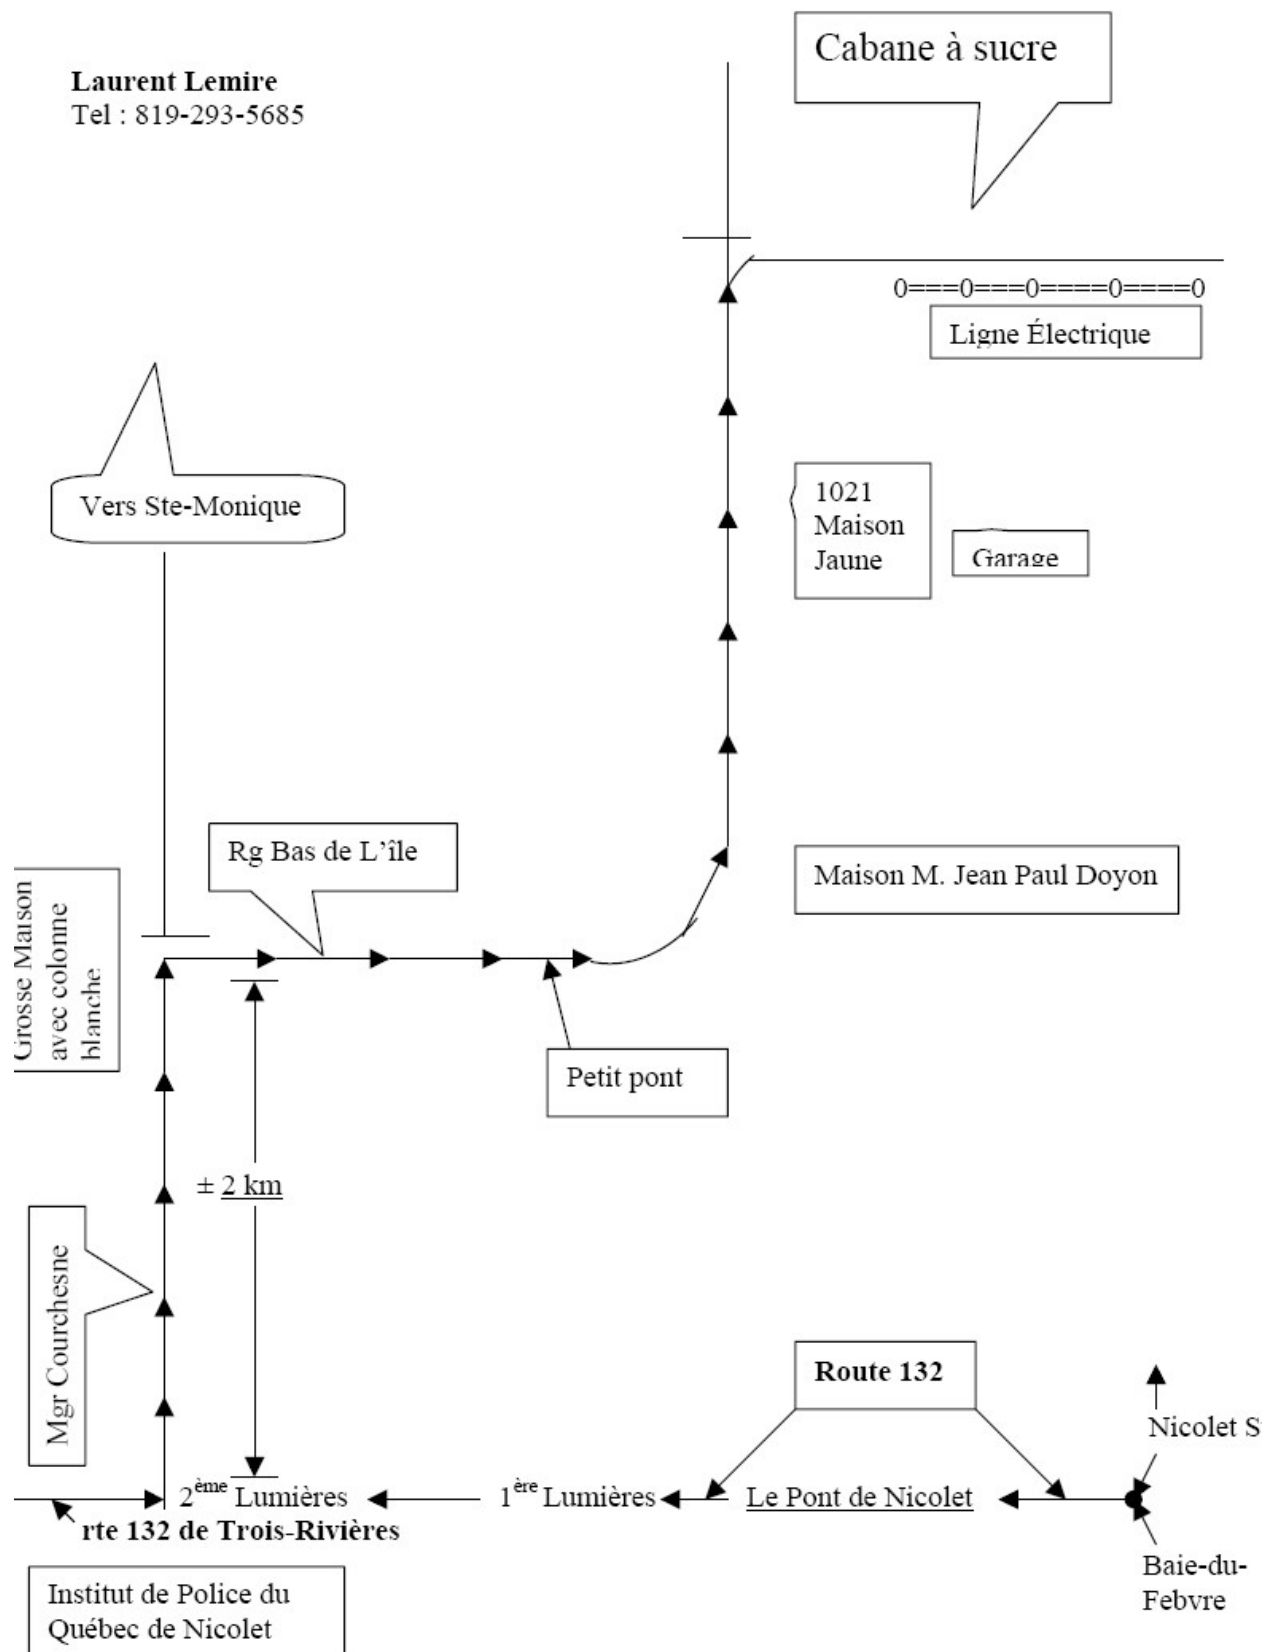 Laurent Lemire
Tel : 819-293-5685
Cabane à sucre
0===0===0====0====0
Ligne Électrique
Vers Ste-Monique
1021
Maison
Jaune
Garage
Rg Bas de L'île
Maison M. Jean Paul Doyon
Grosse Maison
avec colonne
blanche
Petit pont
± 2 km
Mgr Courchesne
Route 132
Nicolet S
2ème Lumières
1ère Lumières
Le Pont de Nicolet
rte 132 de Trois-Rivières
Baie-du-
Febvre
Institut de Police du
Québec de Nicolet